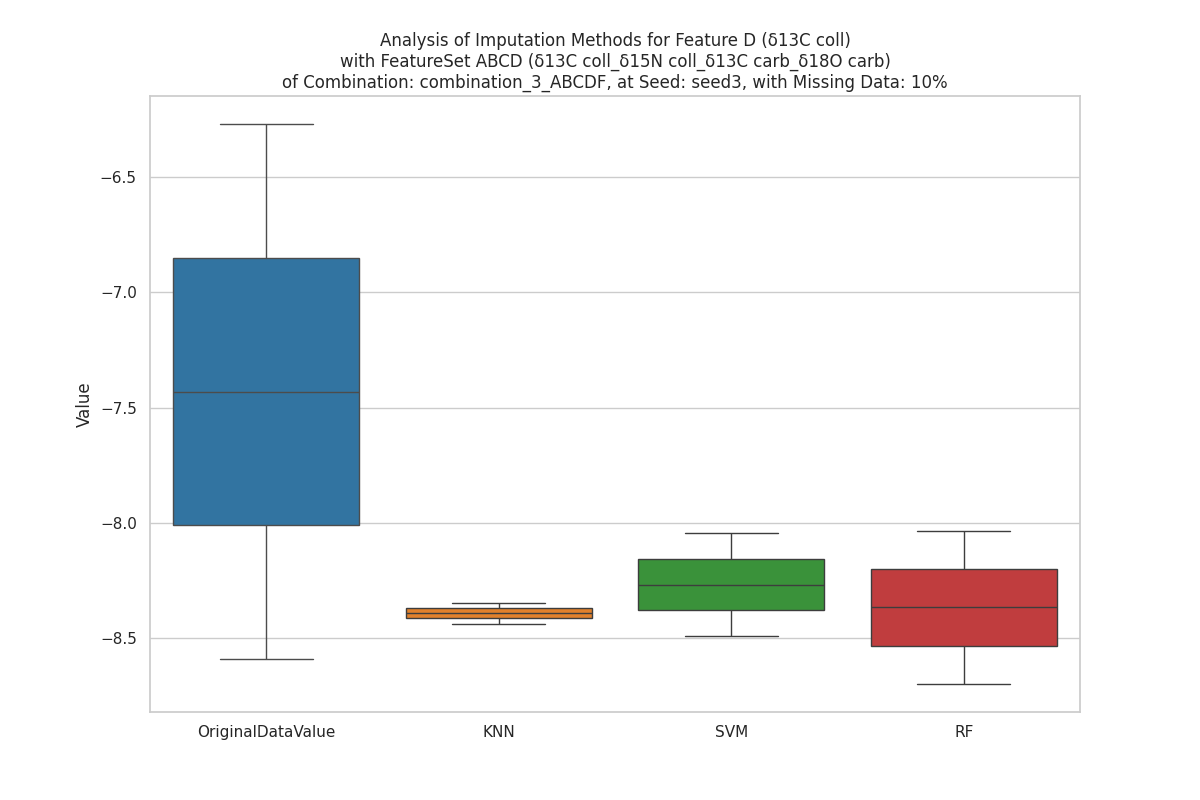 Analysis of Imputation Methods for Feature D (δ13C coll)
with FeatureSet ABCD (δ13C coll_δ15N coll_δ13C carb_δ18O carb)
of Combination: combination_3_ABCDF, at Seed: seed3, with Missing Data: 10%
Value
−6.5
−7.0
−7.5
−8.0
−8.5
OriginalDataValue
KNN
SVM
RF